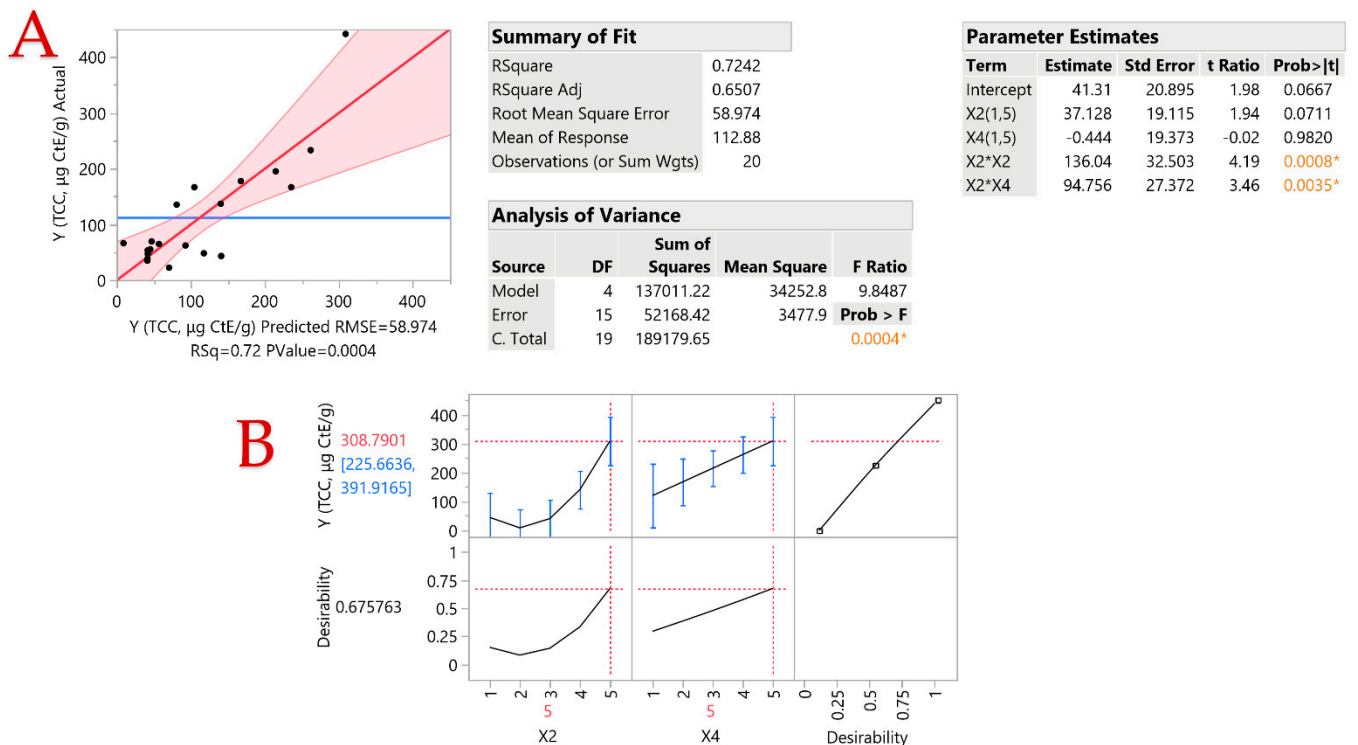 A
Y (TCC, µg CtE/g) Actual
400
300
200
100
0
0 100 200 300 400
Y (TCC, µg CtE/g) Predicted RMSE=58.974
RSq=0.72 PValue=0.0004
Summary of Fit
RSquare 0.7242
RSquare Adj 0.6507
Root Mean Square Error 58.974
Mean of Response 112.88
Observations (or Sum Wgts) 20
Analysis of Variance
Sum of
Source DF Squares Mean Square F Ratio
Model 4 137011.22 34252.8 9.8487
Error 15 52168.42 3477.9 Prob > F
C. Total 19 189179.65 0.0004*
Parameter Estimates
Term Estimate Std Error t Ratio Prob>|t|
Intercept 41.31 20.895 1.98 0.0667
X2(1,5) 37.128 19.115 1.94 0.0711
X4(1,5) -0.444 19.373 -0.02 0.9820
X2*X2 136.04 32.503 4.19 0.0008*
X2*X4 94.756 27.372 3.46 0.0035*
B
Y (TCC, µg CtE/g)
308.7901
[225.6636,
391.9165]
400
300
200
100
0
Desirability
0.675763
1
0.75
0.5
0.25
0
1 2 3 4 5
5
X2
1 2 3 4 5
5
X4
0 0.25 0.5 0.75 1
Desirability